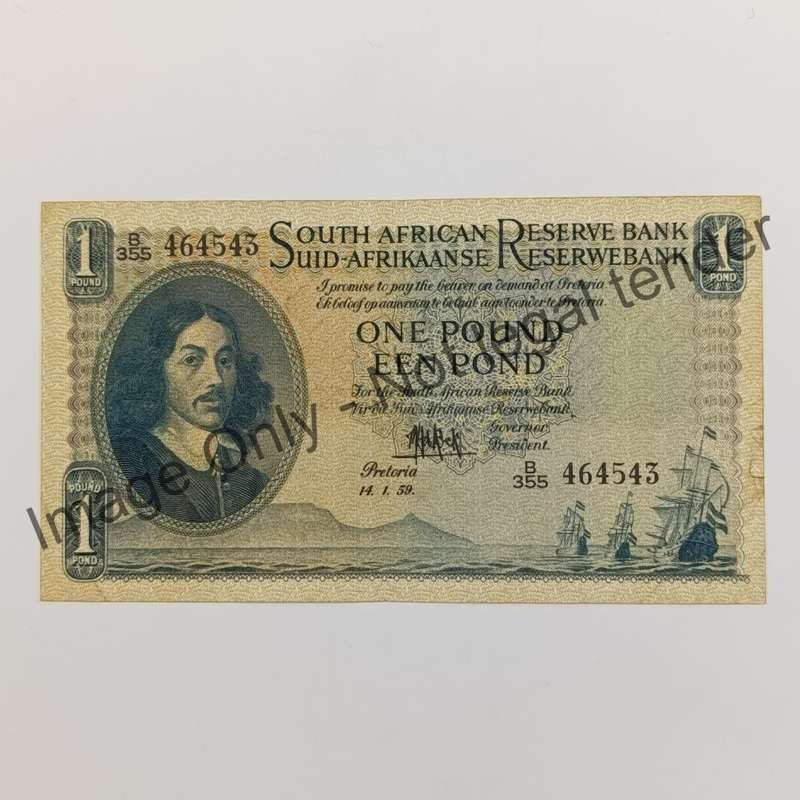 1
POUND
B
355 464543
SOUTH AFRICAN RESERVE BANK
SUID-AFRIKAANSE RESERWEBANK
1
POUND
I promise to pay the bearer on demand at Pretoria
Ek beloof op aanvraag te betaal aan toonder te Pretoria.
ONE POUND
EEN POND
For the South African Reserve Bank
Vir die Suid-Afrikaanse Reserwebank
Governor
President.
Pretoria
14. 1. 59.
B
355 464543
POUND
1
POND
Image Only - Not legal tender